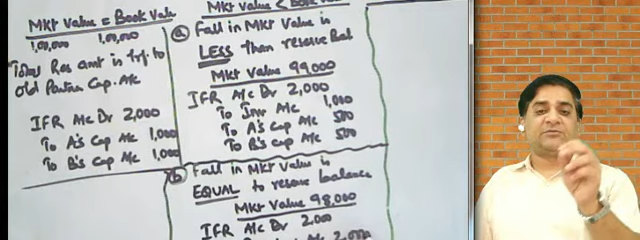 Mkt value = Book Value
1,00,000 1,00,000
Total Res amt is trf. to
old Partner Cap. A/c
IFR A/c Dr 2,000
To A's Cap A/c 1,000
To B's Cap A/c 1,000
Mkt value < Book Value
(a) Fall in Mkt Value is
LESS than reserve Bal
Mkt Value 99,000
IFR A/c Dr 2,000
To Inv A/c 1,000
To A's Cap A/c 500
To B's Cap A/c 500
(b) Fall in Mkt Value is
EQUAL to reserve balance
Mkt Value 98,000
IFR A/c Dr 2,000
A/c 2,000